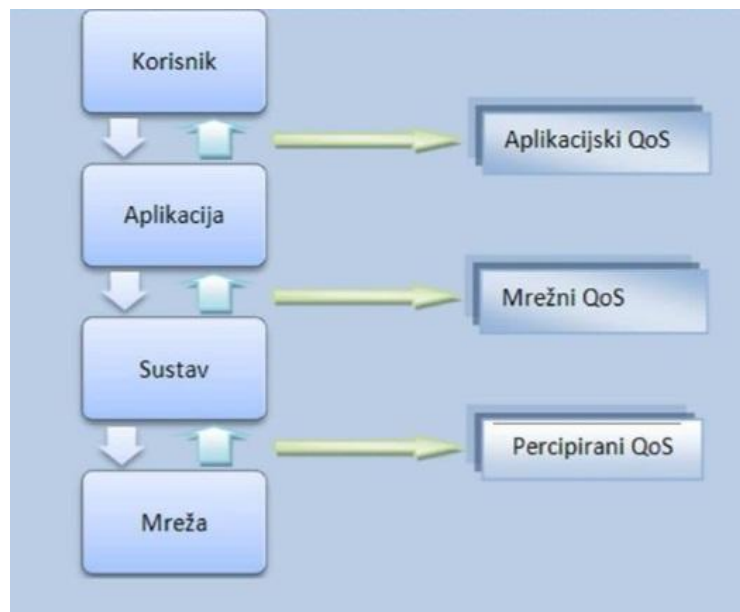 Korisnik
Aplikacijski QoS
Aplikacija
Mrežni QoS
Sustav
Percipirani QoS
Mreža